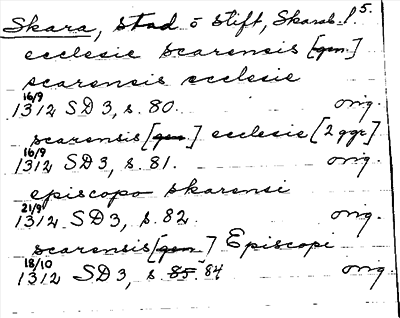 Skara, Stad o Stift, Skarab. l. 5.
ecclesie scarensis [gen.]
scarensis ecclesie
16/9
1312 SD 3, s. 80. orig.
scarensis [gen] ecclesie [2 ggr]
16/9
1312 SD 3, s. 81. orig.
episcopo skarensi
21/9
1312 SD 3, s. 82. orig.
scarensis [gen] Episcopi
18/10
1312 SD 3, s. 85 84 orig.